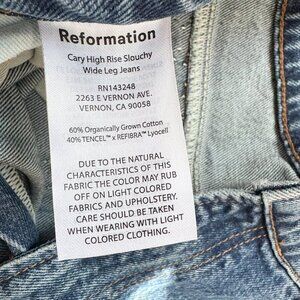 Reformation
Cary High Rise Slouchy
Wide Leg Jeans
RN143248
2263 E VERNON AVE.
VERNON, CA 90058
60% Organically Grown Cotton
40% TENCEL™ x REFIBRA™ Lyocell
DUE TO THE NATURAL
CHARACTERISTICS OF THIS
FABRIC THE COLOR MAY RUB
OFF ON LIGHT COLORED
FABRICS AND UPHOLSTERY.
CARE SHOULD BE TAKEN
WHEN WEARING WITH LIGHT
COLORED CLOTHING.